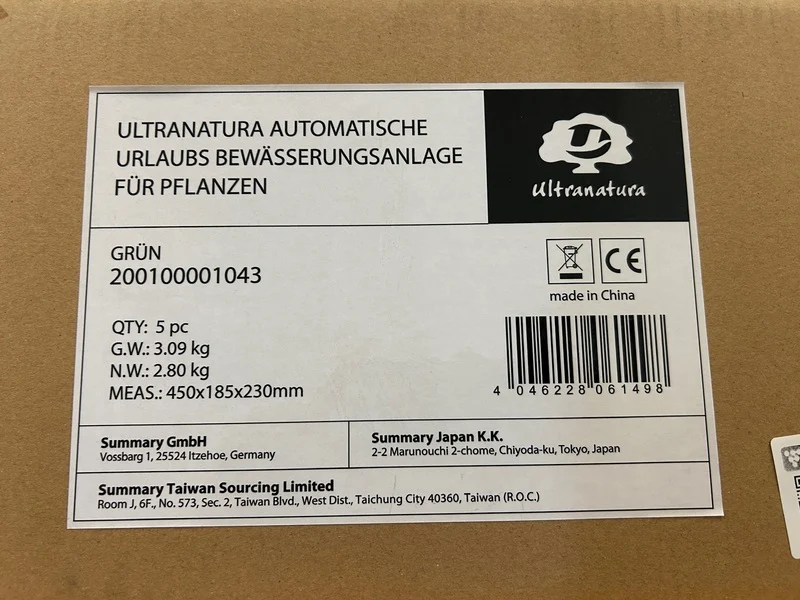 ULTRANATURA AUTOMATISCHE
URLAUBS BEWÄSSERUNGSANLAGE
FÜR PFLANZEN
U
Ultranatura
GRÜN
200100001043
CE
made in China
QTY: 5 pc
G.W.: 3.09 kg
N.W.: 2.80 kg
MEAS.: 450x185x230mm
4 046228 061498
Summary GmbH
Vossbarg 1, 25524 Itzehoe, Germany
Summary Japan K.K.
2-2 Marunouchi 2-chome, Chiyoda-ku, Tokyo, Japan
Summary Taiwan Sourcing Limited
Room J, 6F., No. 573, Sec. 2, Taiwan Blvd., West Dist., Taichung City 40360, Taiwan (R.O.C.)